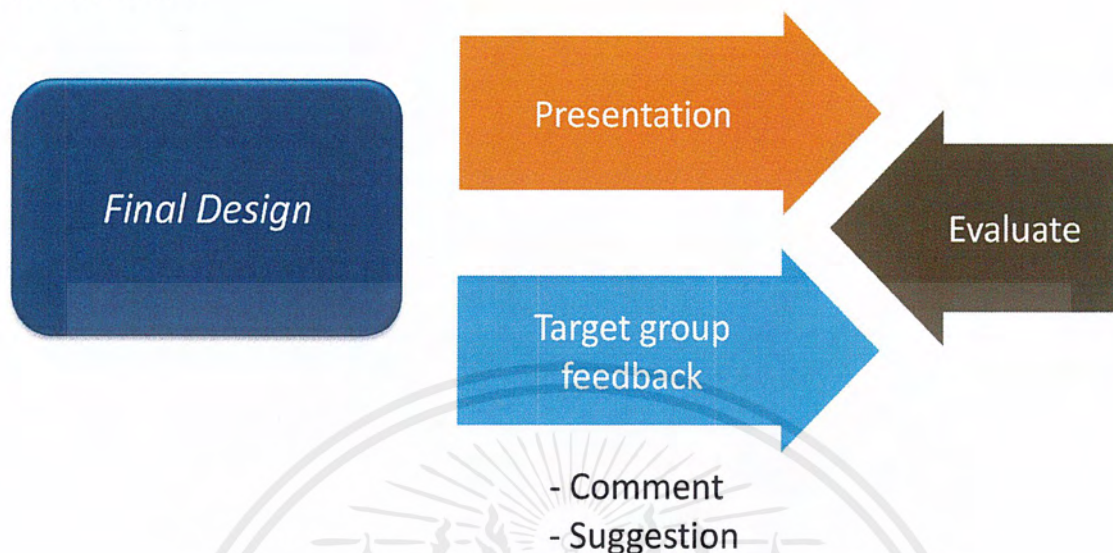 Final Design
Presentation
Evaluate
Target group
feedback
- Comment
- Suggestion